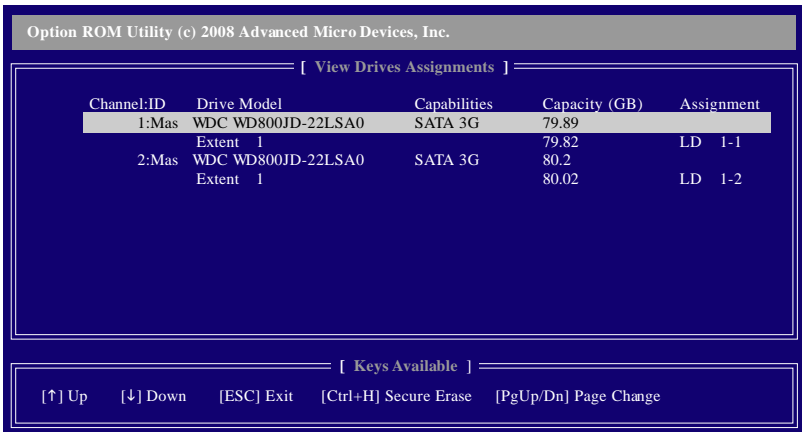 Option ROM Utility (c) 2008 Advanced Micro Devices, Inc.
[ View Drives Assignments ]
Channel:ID Drive Model Capabilities Capacity (GB) Assignment
1:Mas WDC WD800JD-22LSA0 SATA 3G 79.89
Extent 1 79.82 LD 1-1
2:Mas WDC WD800JD-22LSA0 SATA 3G 80.2
Extent 1 80.02 LD 1-2
[ Keys Available ]
[↑] Up [↓] Down [ESC] Exit [Ctrl+H] Secure Erase [PgUp/Dn] Page Change